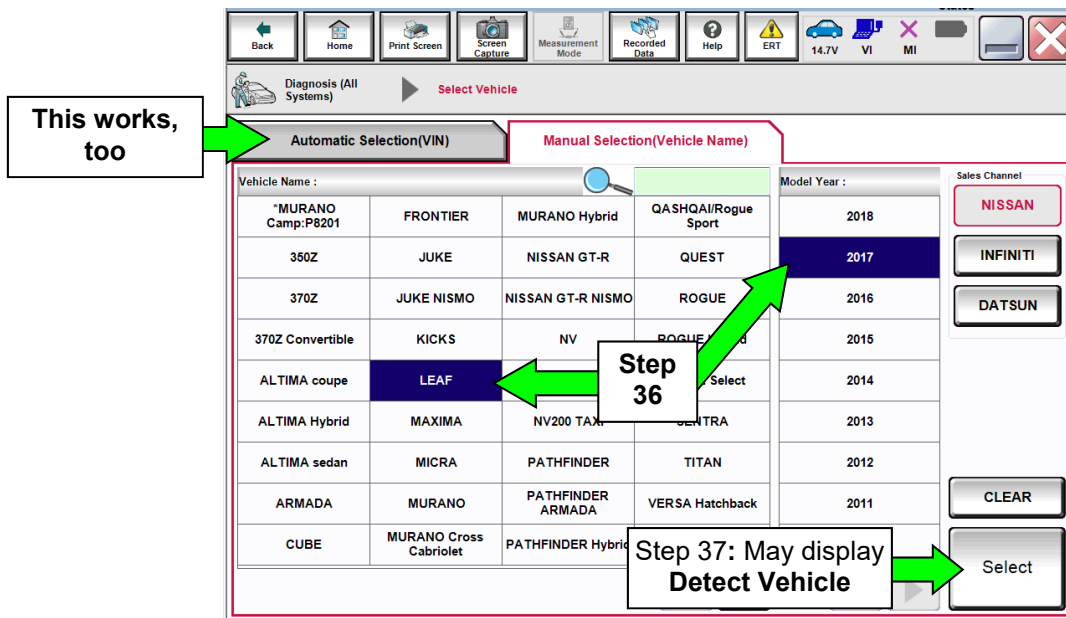 States
Back
Home
Print Screen
Screen
Capture
Measurement
Mode
Recorded
Data
Help
ERT
14.7V
VI
MI
Diagnosis (All
Systems)
Select Vehicle
This works,
too
Automatic Selection(VIN)
Manual Selection(Vehicle Name)
Vehicle Name :
Model Year :
Sales Channel
*MURANO
Camp:P8201
FRONTIER
MURANO Hybrid
QASHQAI/Rogue
Sport
2018
NISSAN
350Z
JUKE
NISSAN GT-R
QUEST
2017
INFINITI
370Z
JUKE NISMO
NISSAN GT-R NISMO
ROGUE
2016
DATSUN
370Z Convertible
KICKS
NV
ROGUE
2015
Step
36
ALTIMA coupe
LEAF
Select
2014
ALTIMA Hybrid
MAXIMA
NV200 TAXI
SENTRA
2013
ALTIMA sedan
MICRA
PATHFINDER
TITAN
2012
ARMADA
MURANO
PATHFINDER
ARMADA
VERSA Hatchback
2011
CLEAR
CUBE
MURANO Cross
Cabriolet
PATHFINDER Hybrid
Step 37: May display
Detect Vehicle
Select